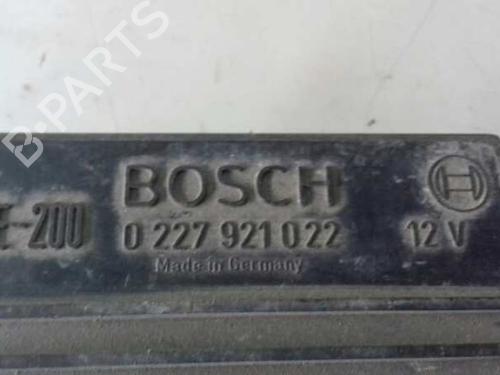 B-PARTS
BOSCH
E-200 0 227 921 022 12 V
Made in Germany